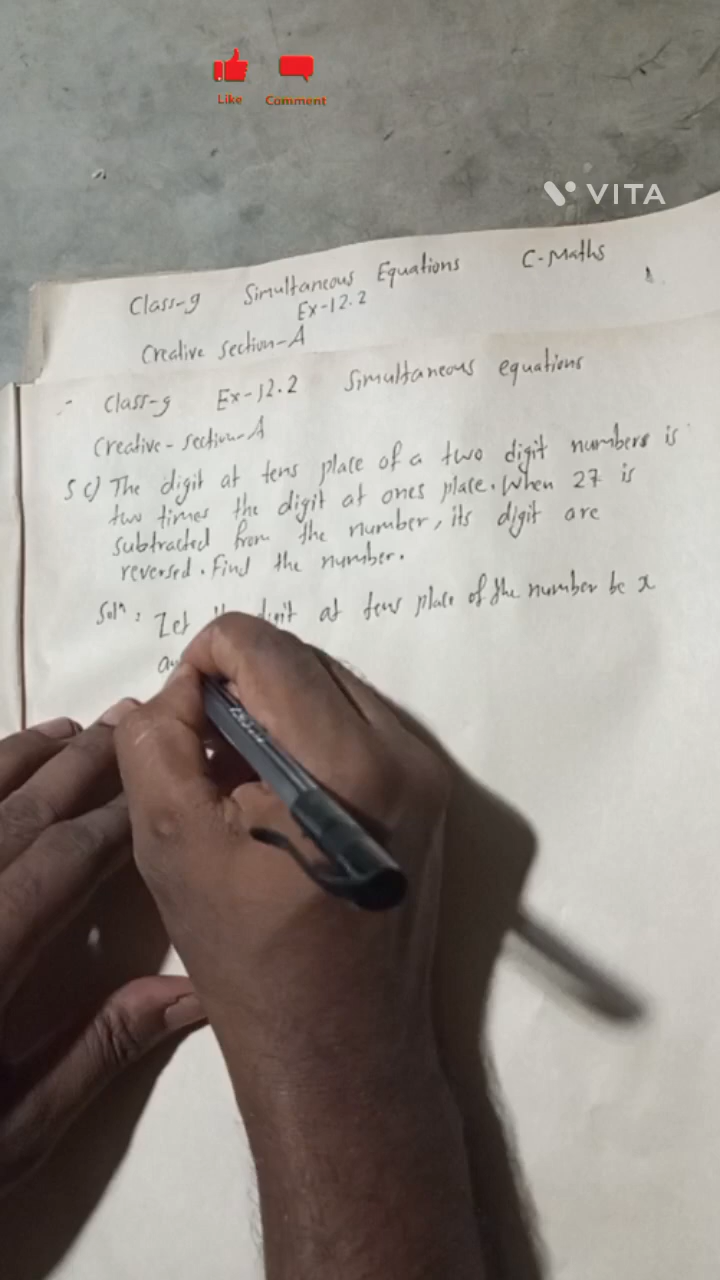 Like Comment
VITA
Class-9 Simultaneous Equations C-Maths
Ex-12.2
Creative section-A
Class-9 Ex-12.2 Simultaneous equations
Creative-section-A
5 c) The digit at tens place of a two digit numbers is
two times the digit at ones place. When 27 is
subtracted from the number, its digit are
reversed. Find the number.
Solⁿ: Let digit at tens place of the number be x